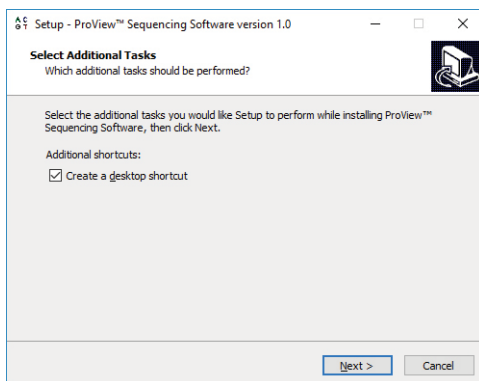 A C
G T Setup - ProView™ Sequencing Software version 1.0
Select Additional Tasks
Which additional tasks should be performed?
Select the additional tasks you would like Setup to perform while installing ProView™
Sequencing Software, then click Next.
Additional shortcuts:
Create a desktop shortcut
Next >
Cancel